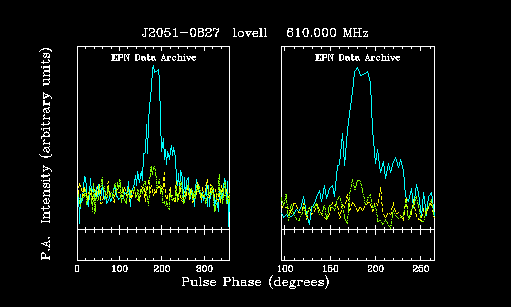 J2051-0827 lovell 610.000 MHz
EPN Data Archive
EPN Data Archive
P.A. Intensity (arbitrary units)
0 100 200 300
100 150 200 250
Pulse Phase (degrees)